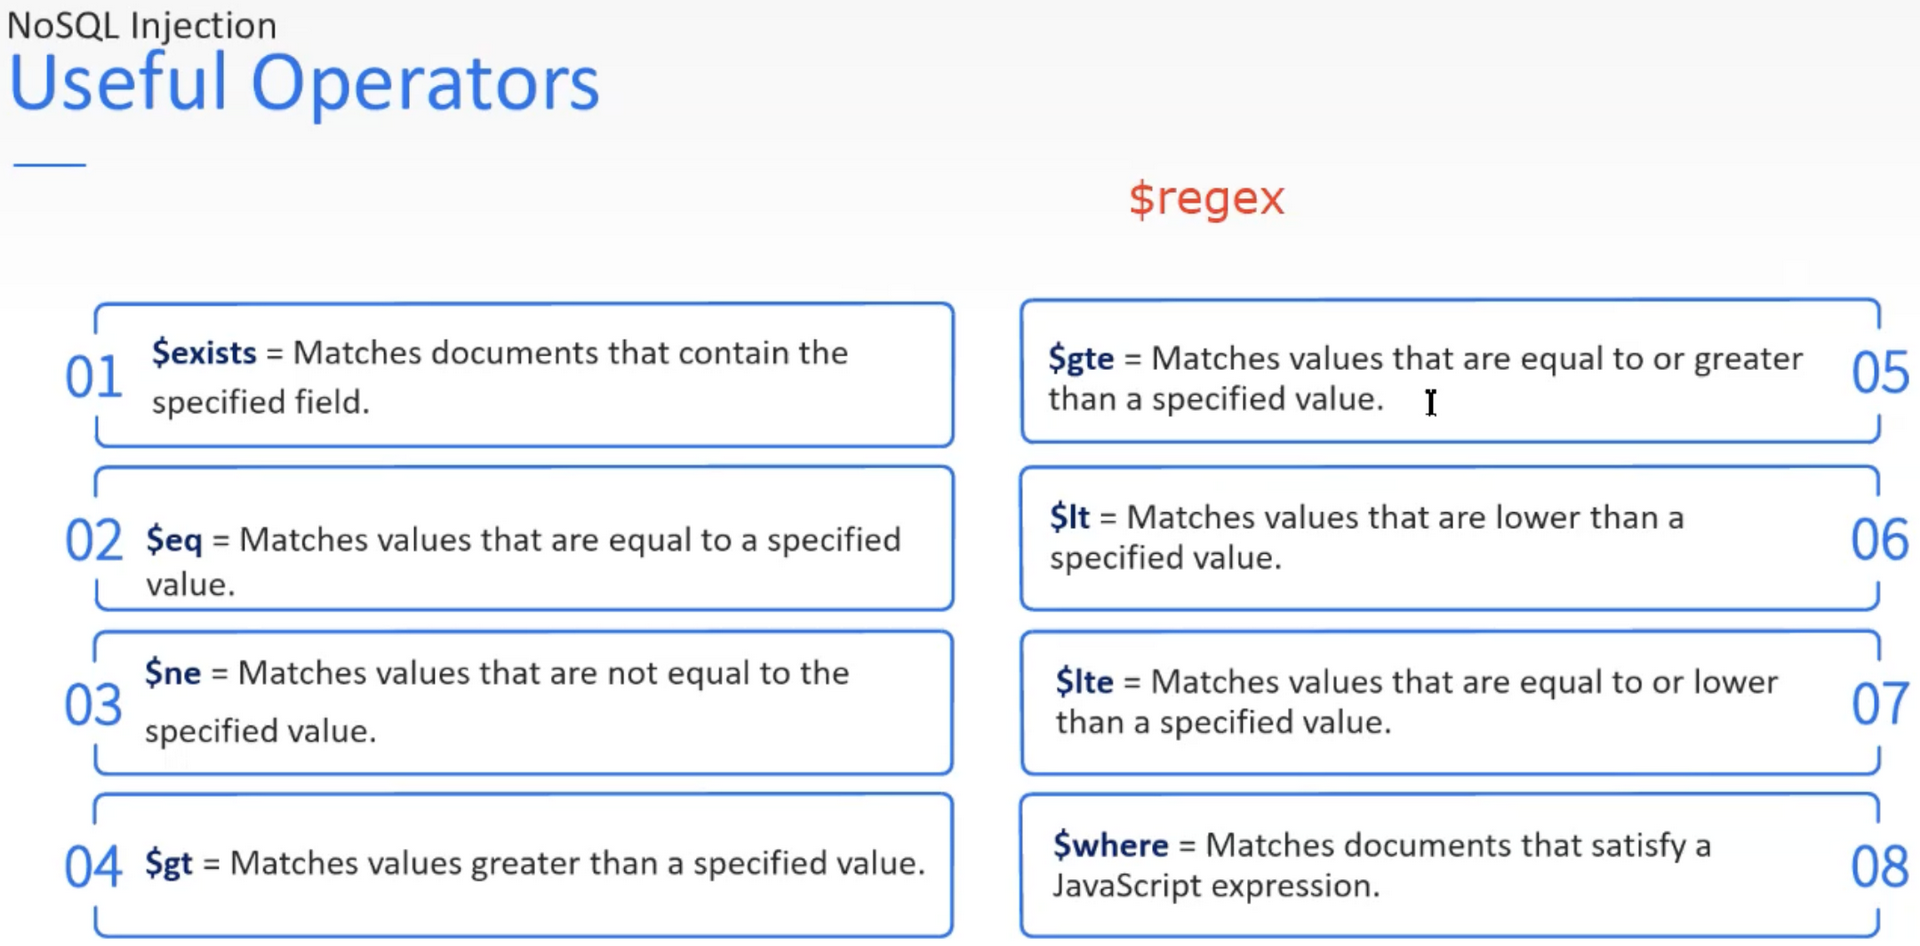 NoSQL Injection
Useful Operators
$regex
01
$exists = Matches documents that contain the
specified field.
02
$eq = Matches values that are equal to a specified
value.
03
$ne = Matches values that are not equal to the
specified value.
04
$gt = Matches values greater than a specified value.
$gte = Matches values that are equal to or greater
than a specified value.
05
$lt = Matches values that are lower than a
specified value.
06
$lte = Matches values that are equal to or lower
than a specified value.
07
$where = Matches documents that satisfy a
JavaScript expression.
08